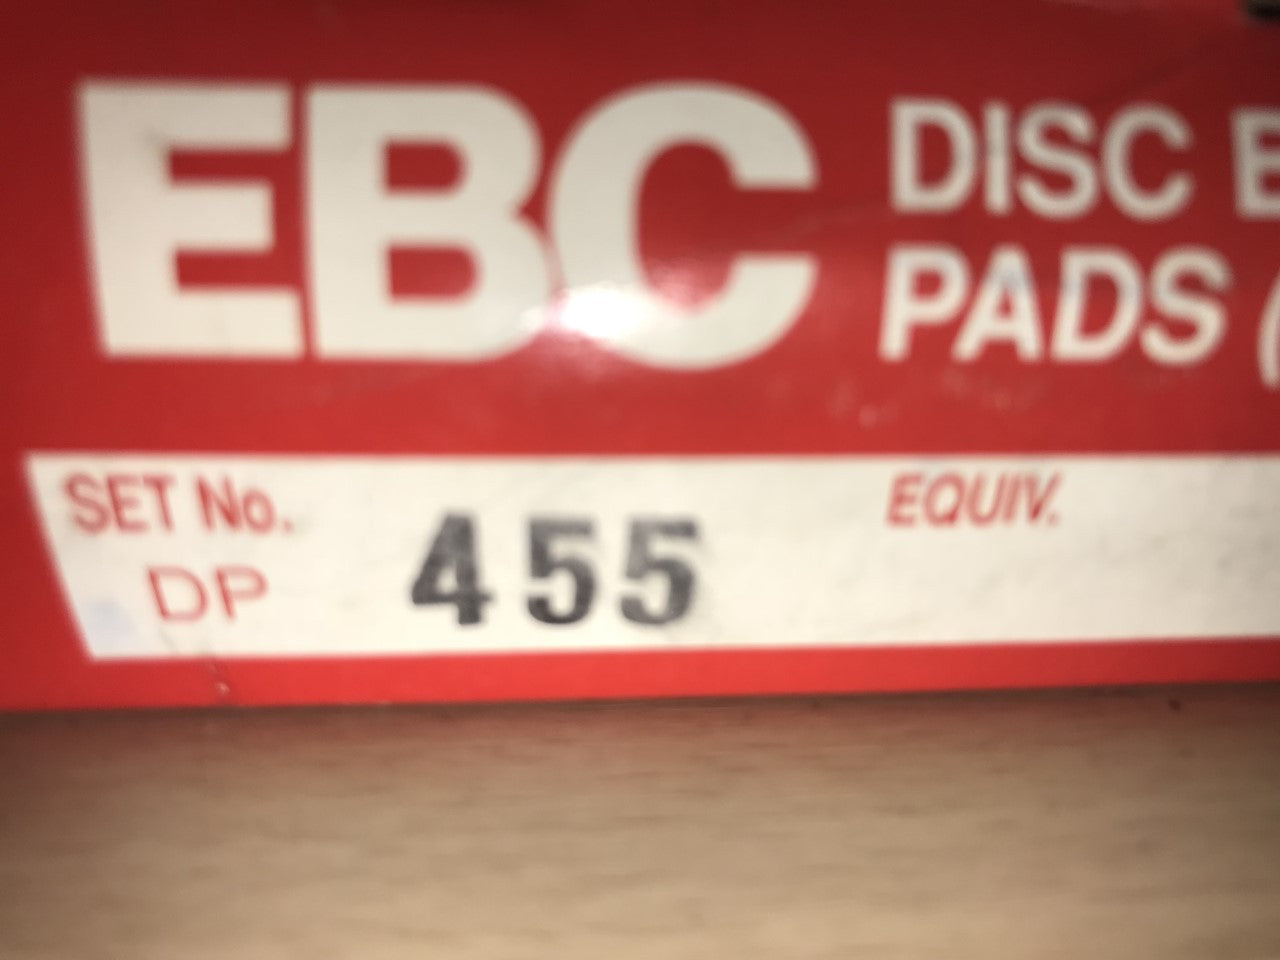 EBC
DISC
PADS (
SET No.
DP 455
EQUIV.